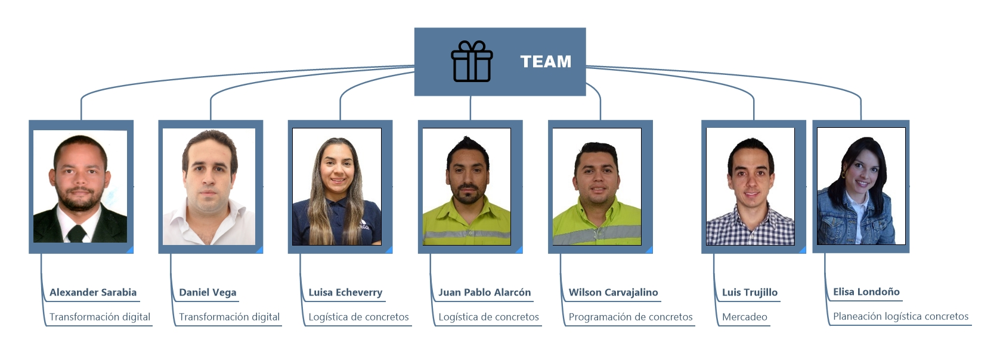 TEAM
Alexander Sarabia
Transformación digital
Daniel Vega
Transformación digital
Luisa Echeverry
Logística de concretos
Juan Pablo Alarcón
Logística de concretos
Wilson Carvajalino
Programación de concretos
Luis Trujillo
Mercadeo
Elisa Londoño
Planeación logística concretos